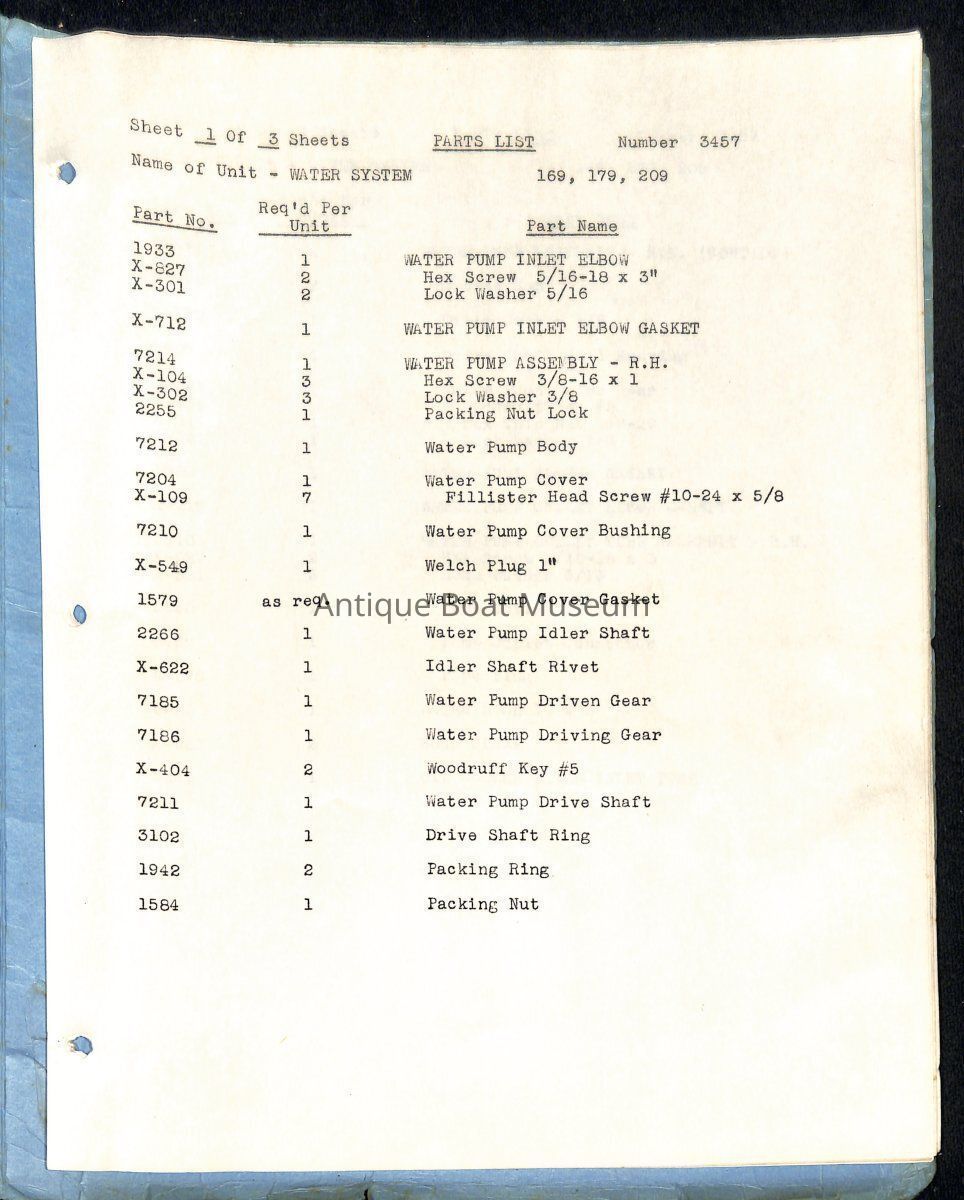 Sheet 1 Of 3 Sheets PARTS LIST Number 3457
Name of Unit - WATER SYSTEM 169, 179, 209
Part No. Req'd Per Unit Part Name
1933 1 WATER PUMP INLET ELBOW
X-827 2 Hex Screw 5/16-18 x 3"
X-301 2 Lock Washer 5/16
X-712 1 WATER PUMP INLET ELBOW GASKET
7214 1 WATER PUMP ASSEMBLY - R.H.
X-104 3 Hex Screw 3/8-16 x 1
X-302 3 Lock Washer 3/8
2255 1 Packing Nut Lock
7212 1 Water Pump Body
7204 1 Water Pump Cover
X-109 7 Fillister Head Screw #10-24 x 5/8
7210 1 Water Pump Cover Bushing
X-549 1 Welch Plug 1"
1579 as req. Water Pump Cover Gasket
Antique Boat Museum
2266 1 Water Pump Idler Shaft
X-622 1 Idler Shaft Rivet
7185 1 Water Pump Driven Gear
7186 1 Water Pump Driving Gear
X-404 2 Woodruff Key #5
7211 1 Water Pump Drive Shaft
3102 1 Drive Shaft Ring
1942 2 Packing Ring
1584 1 Packing Nut